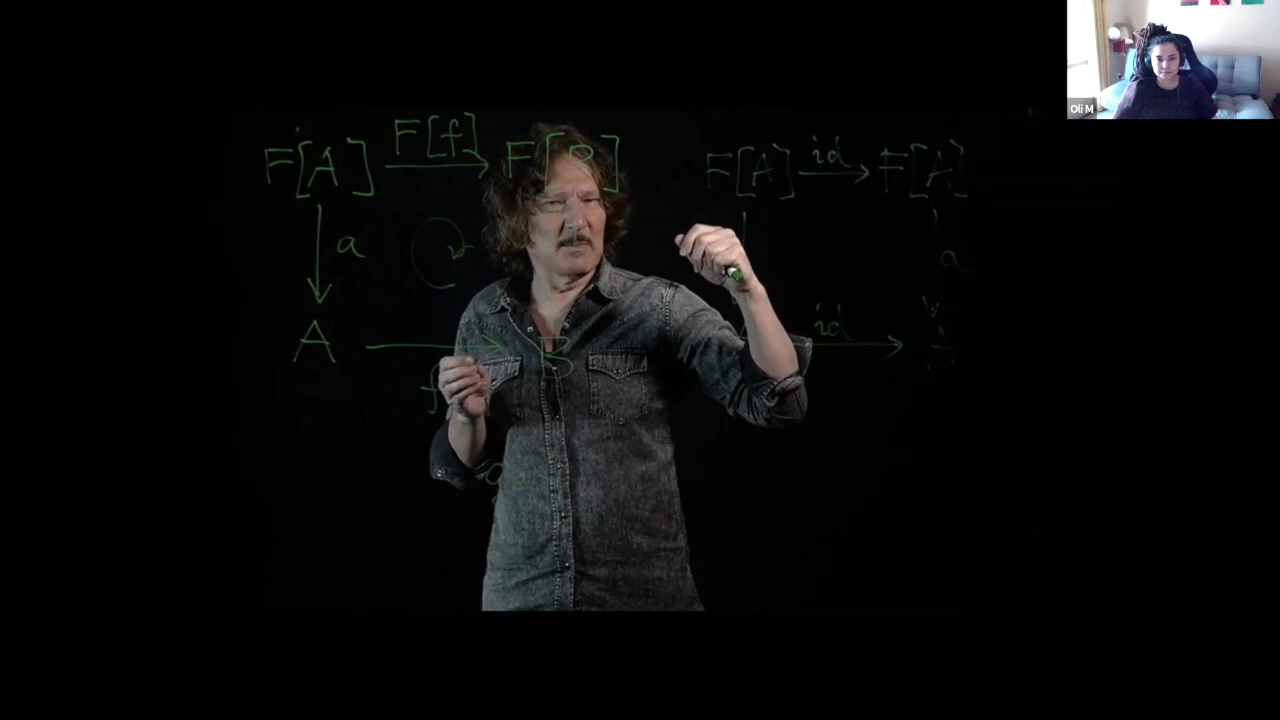 Oli M
F[f]
F[A] F[B] F[A] id F[A]
a a
A B id A
f